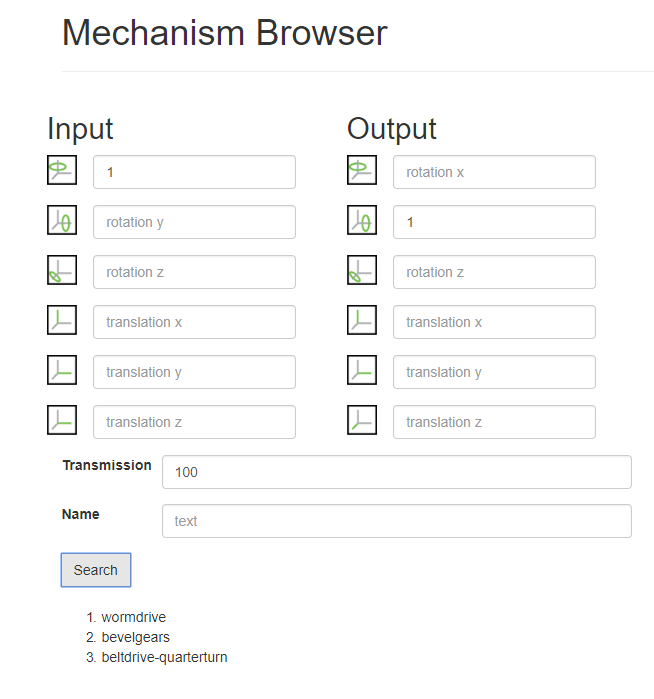 Mechanism Browser
Input Output
1 rotation x
rotation y 1
rotation z rotation z
translation x translation x
translation y translation y
translation z translation z
Transmission 100
Name text
Search
1. wormdrive
2. bevelgears
3. beltdrive-quarterturn